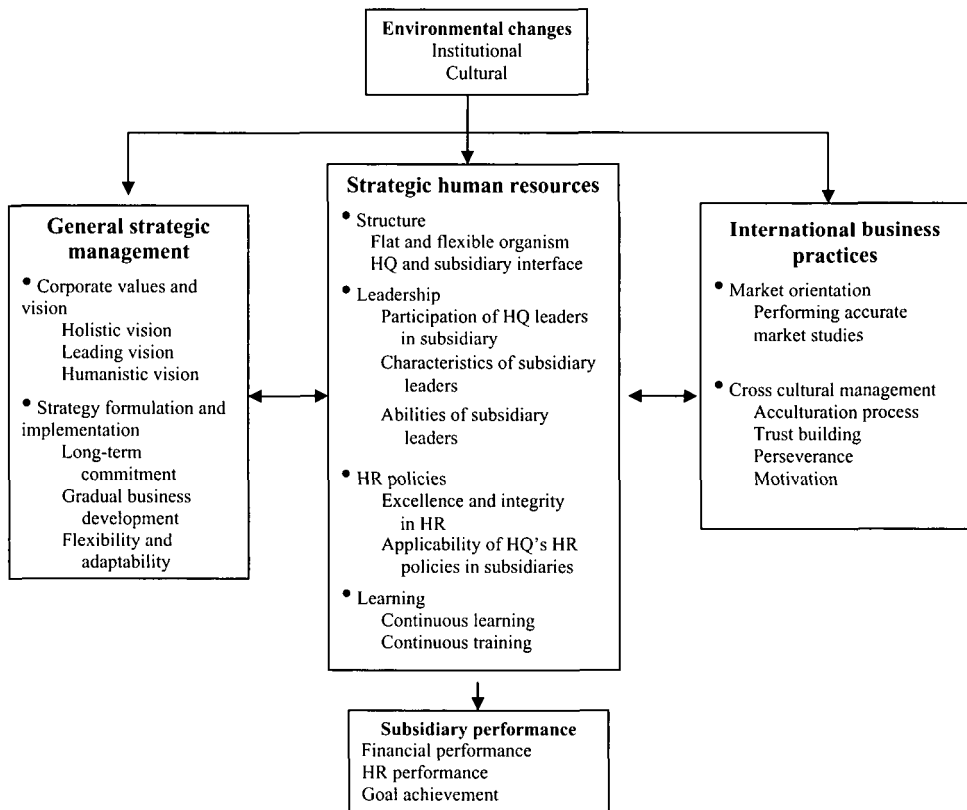 Environmental changes
Institutional
Cultural
General strategic
management
• Corporate values and
vision
Holistic vision
Leading vision
Humanistic vision
• Strategy formulation and
implementation
Long-term
commitment
Gradual business
development
Flexibility and
adaptability
Strategic human resources
• Structure
Flat and flexible organism
HQ and subsidiary interface
• Leadership
Participation of HQ leaders
in subsidiary
Characteristics of subsidiary
leaders
Abilities of subsidiary
leaders
• HR policies
Excellence and integrity
in HR
Applicability of HQ's HR
policies in subsidiaries
• Learning
Continuous learning
Continuous training
International business
practices
• Market orientation
Performing accurate
market studies
• Cross cultural management
Acculturation process
Trust building
Perseverance
Motivation
Subsidiary performance
Financial performance
HR performance
Goal achievement